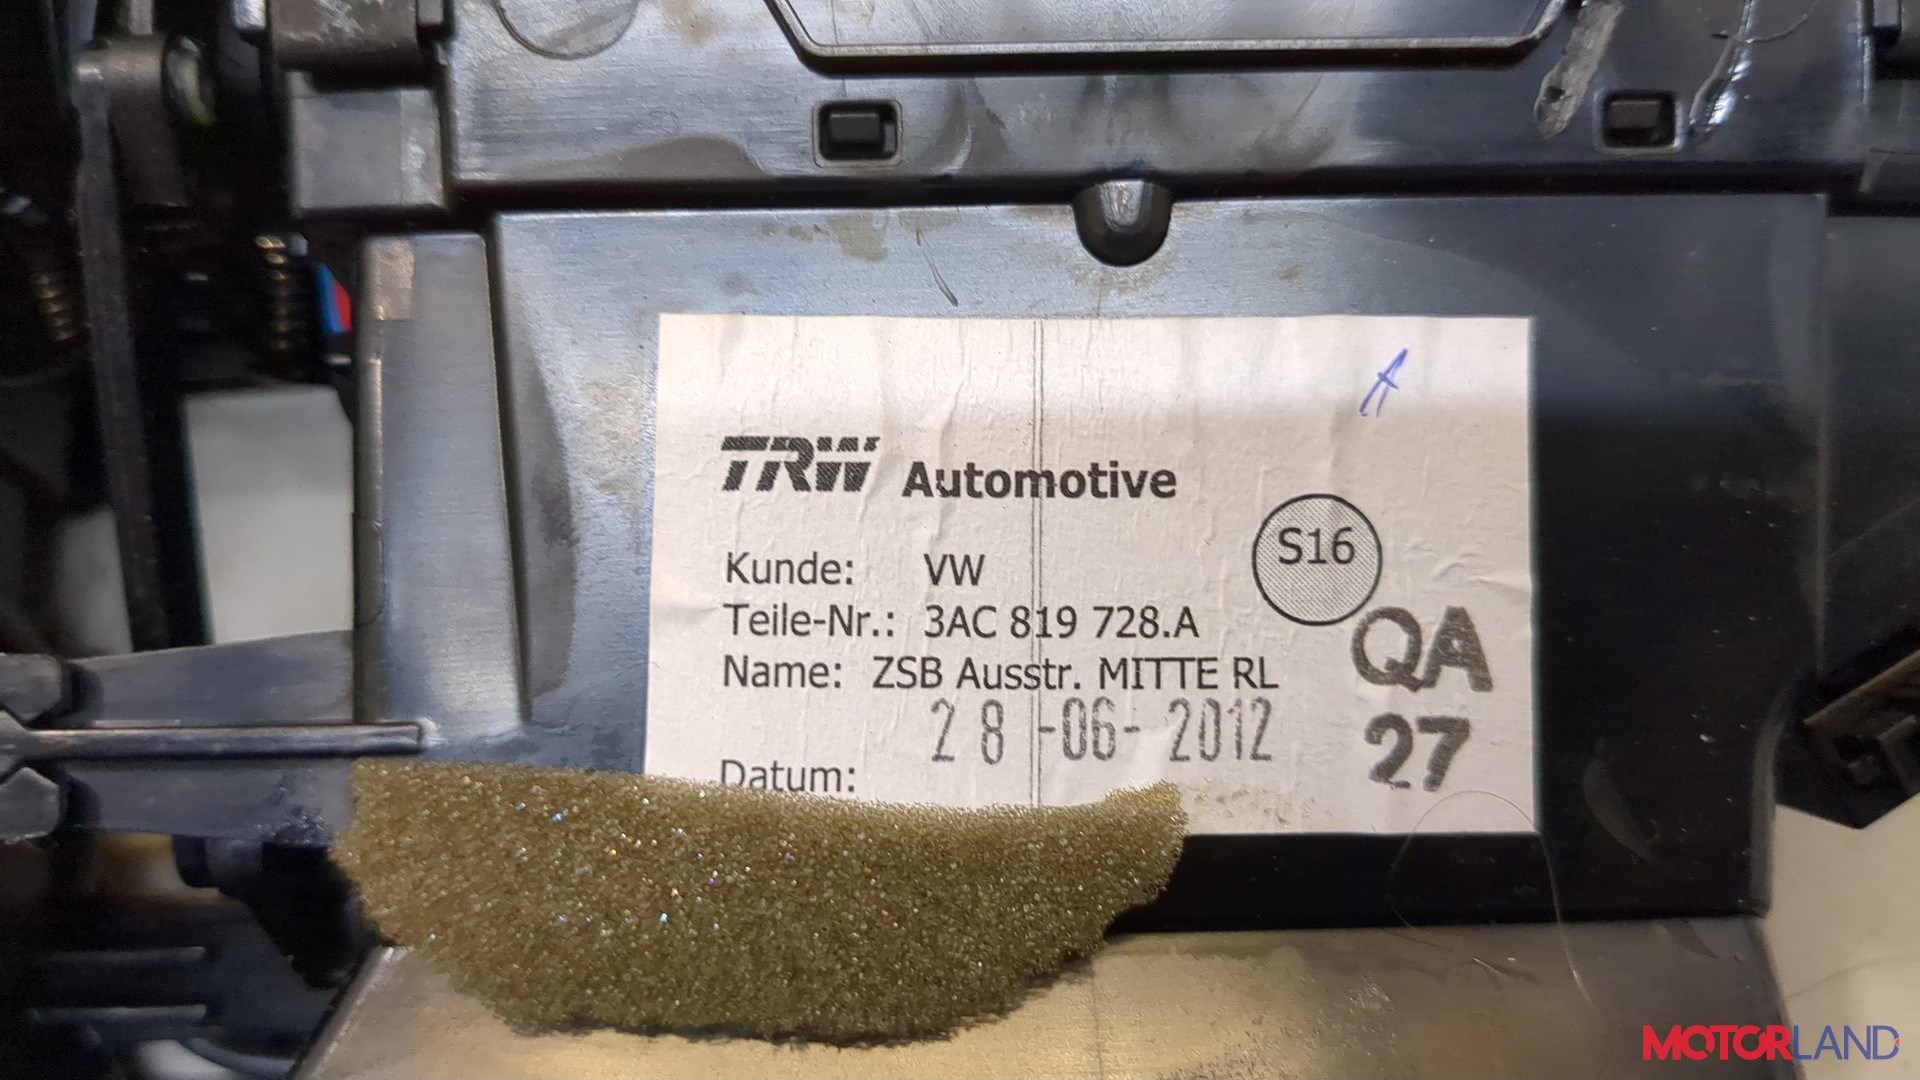 TRW Automotive
S16
Kunde: VW
Teile-Nr.: 3AC 819 728.A
Name: ZSB Ausstr. MITTE RL
QA
28-06-2012
27
Datum:
MOTORLAND